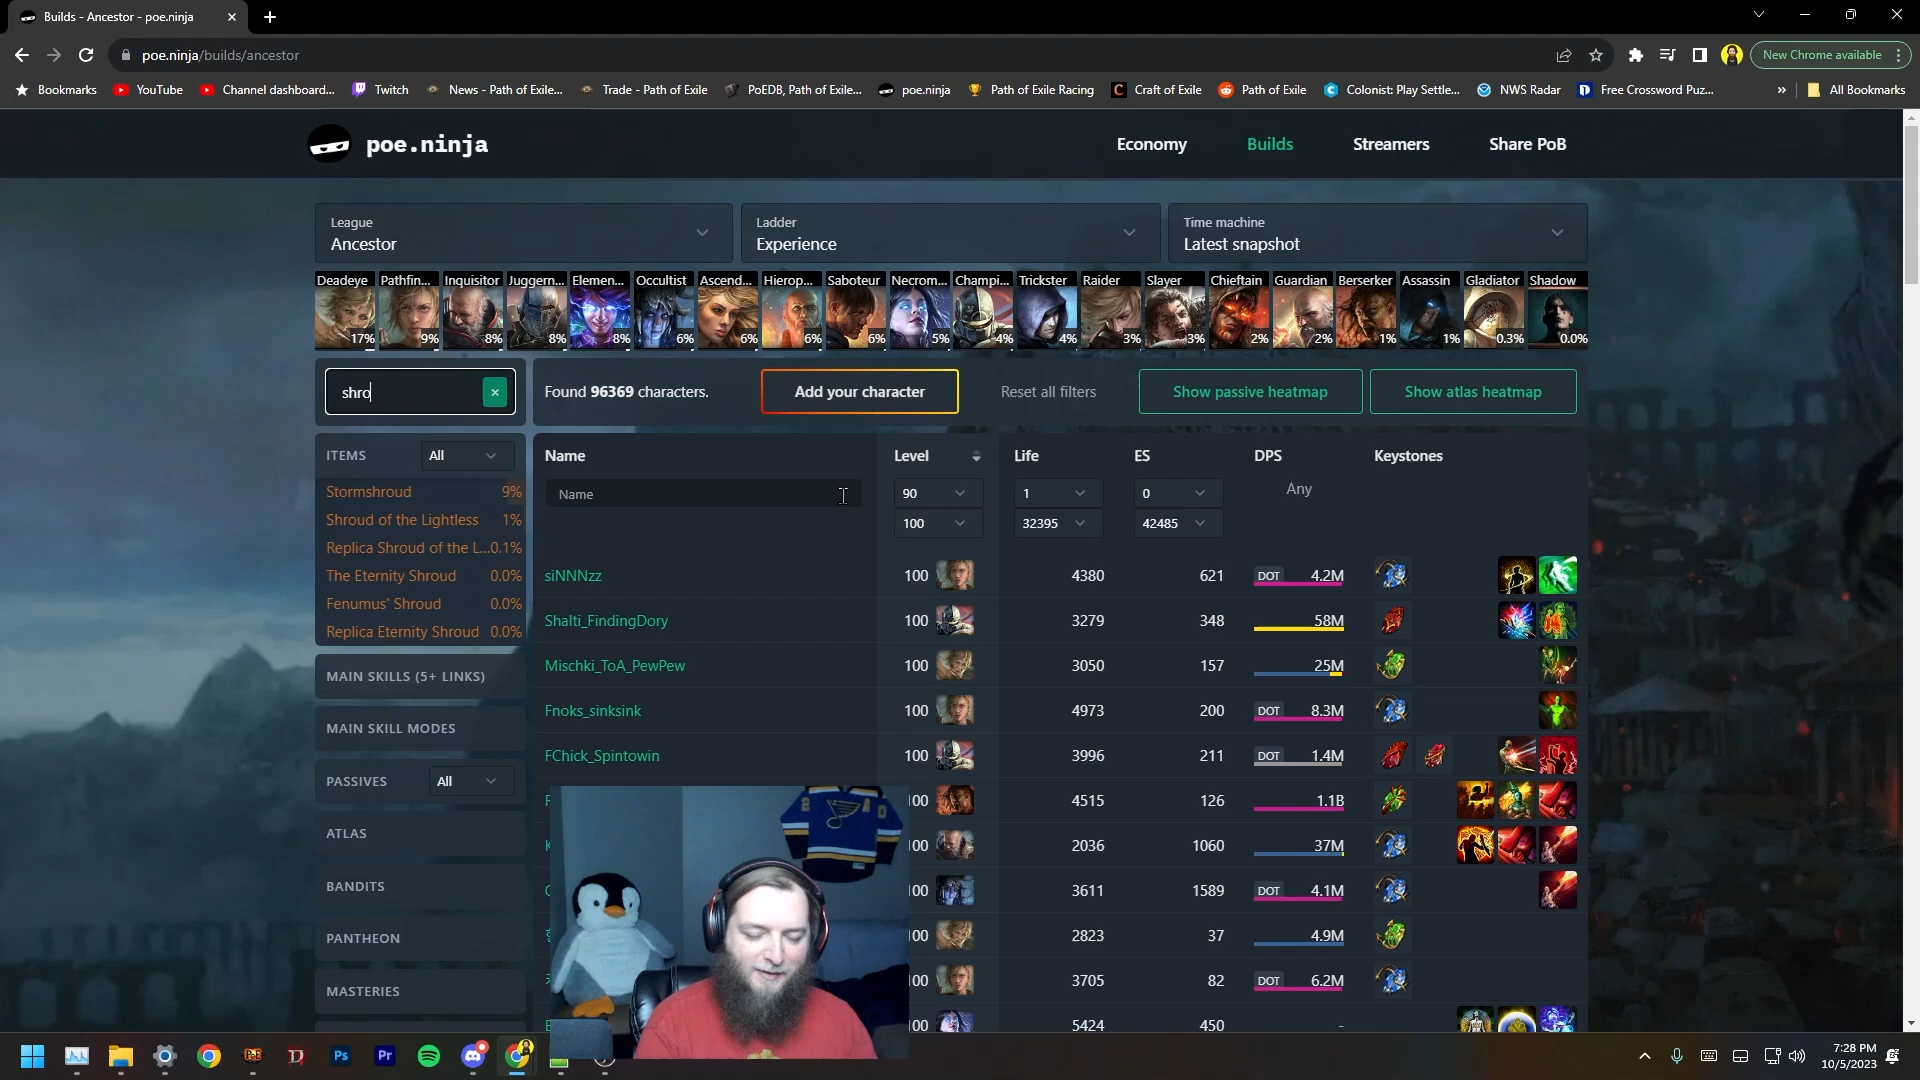 Builds - Ancestor - poe.ninja
poe.ninja/builds/ancestor
New Chrome available
Bookmarks YouTube Channel dashboard... Twitch News - Path of Exile... Trade - Path of Exile PoEDB, Path of Exile... poe.ninja Path of Exile Racing Craft of Exile Path of Exile Colonist: Play Settle... NWS Radar Free Crossword Puz... » All Bookmarks
poe.ninja Economy Builds Streamers Share PoB
League Ladder Time machine
Ancestor Experience Latest snapshot
Deadeye Pathfin... Inquisitor Juggern... Elemen... Occultist Ascend... Hierop... Saboteur Necrom... Champi... Trickster Raider Slayer Chieftain Guardian Berserker Assassin Gladiator Shadow
17% 9% 8% 8% 8% 6% 6% 6% 6% 5% 4% 4% 3% 3% 2% 2% 1% 1% 0.3% 0.0%
shro Found 96369 characters. Add your character Reset all filters Show passive heatmap Show atlas heatmap
ITEMS All Name Level Life ES DPS Keystones
Stormshroud 9% Name 90 1 0 Any
Shroud of the Lightless 1% 100 32395 42485
Replica Shroud of the L...0.1%
The Eternity Shroud 0.0% siNNNzz 100 4380 621 DOT 4.2M
Fenumus' Shroud 0.0%
Replica Eternity Shroud 0.0% Shalti_FindingDory 100 3279 348 58M
MAIN SKILLS (5+ LINKS) Mischki_ToA_PewPew 100 3050 157 25M
MAIN SKILL MODES Fnoks_sinksink 100 4973 200 DOT 8.3M
PASSIVES All FChick_Spintowin 100 3996 211 DOT 1.4M
F 00 4515 126 1.1B
ATLAS K 00 2036 1060 37M
BANDITS 00 3611 1589 DOT 4.1M
PANTHEON 00 2823 37 4.9M
MASTERIES 00 3705 82 DOT 6.2M
00 5424 450 -
7:28 PM
10/5/2023